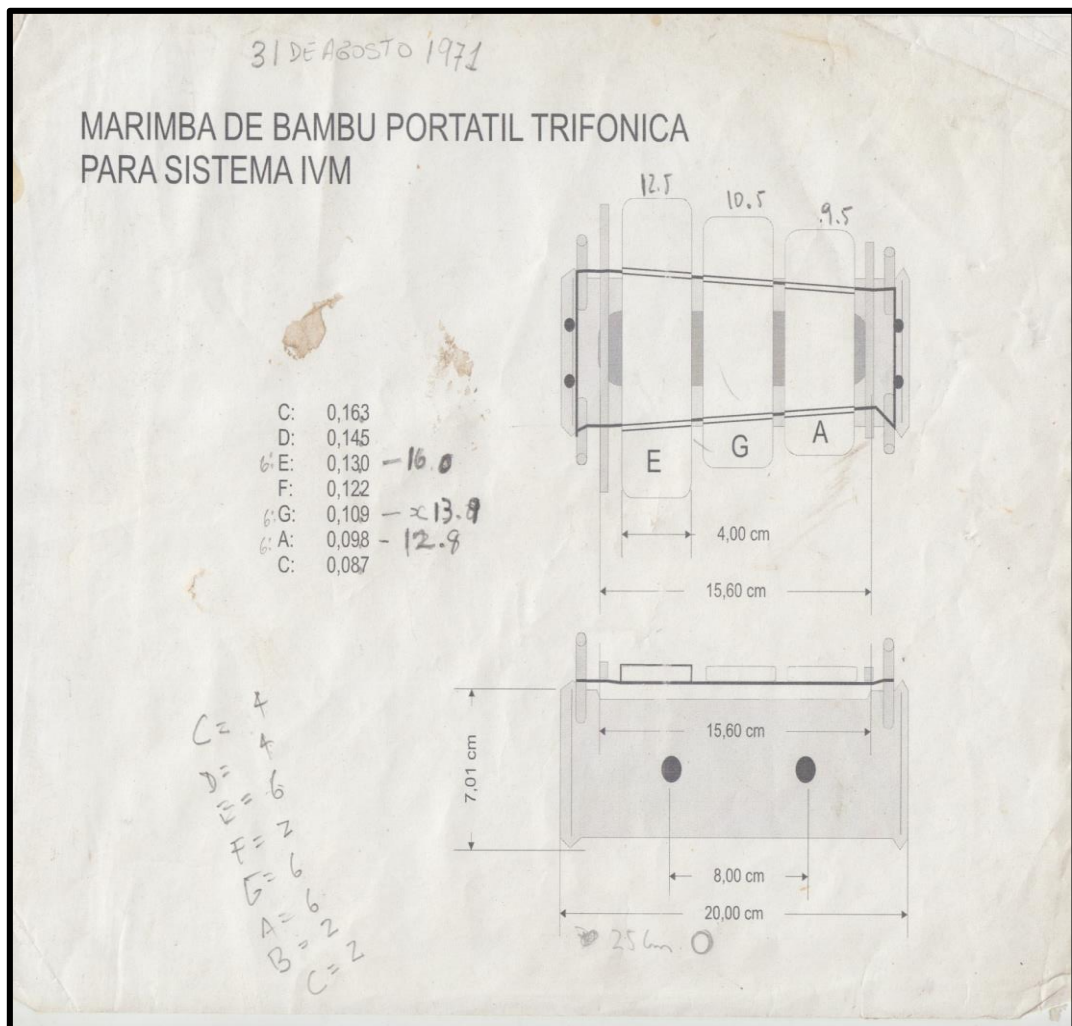 31 DE AGOSTO 1971
MARIMBA DE BAMBU PORTATIL TRIFONICA
PARA SISTEMA IVM
12.5
10.5
9.5
E
G
A
C: 0,163
D: 0,145
6: E: 0,130 - 16.0
F: 0,122
6: G: 0,109 - x 13.9
6: A: 0,098 - 12.9
C: 0,087
4,00 cm
15,60 cm
15,60 cm
7,01 cm
8,00 cm
20,00 cm
25 cm.
C = 4
D = 4
E = 6
F = 2
G = 6
A = 6
B = 2
C = 2